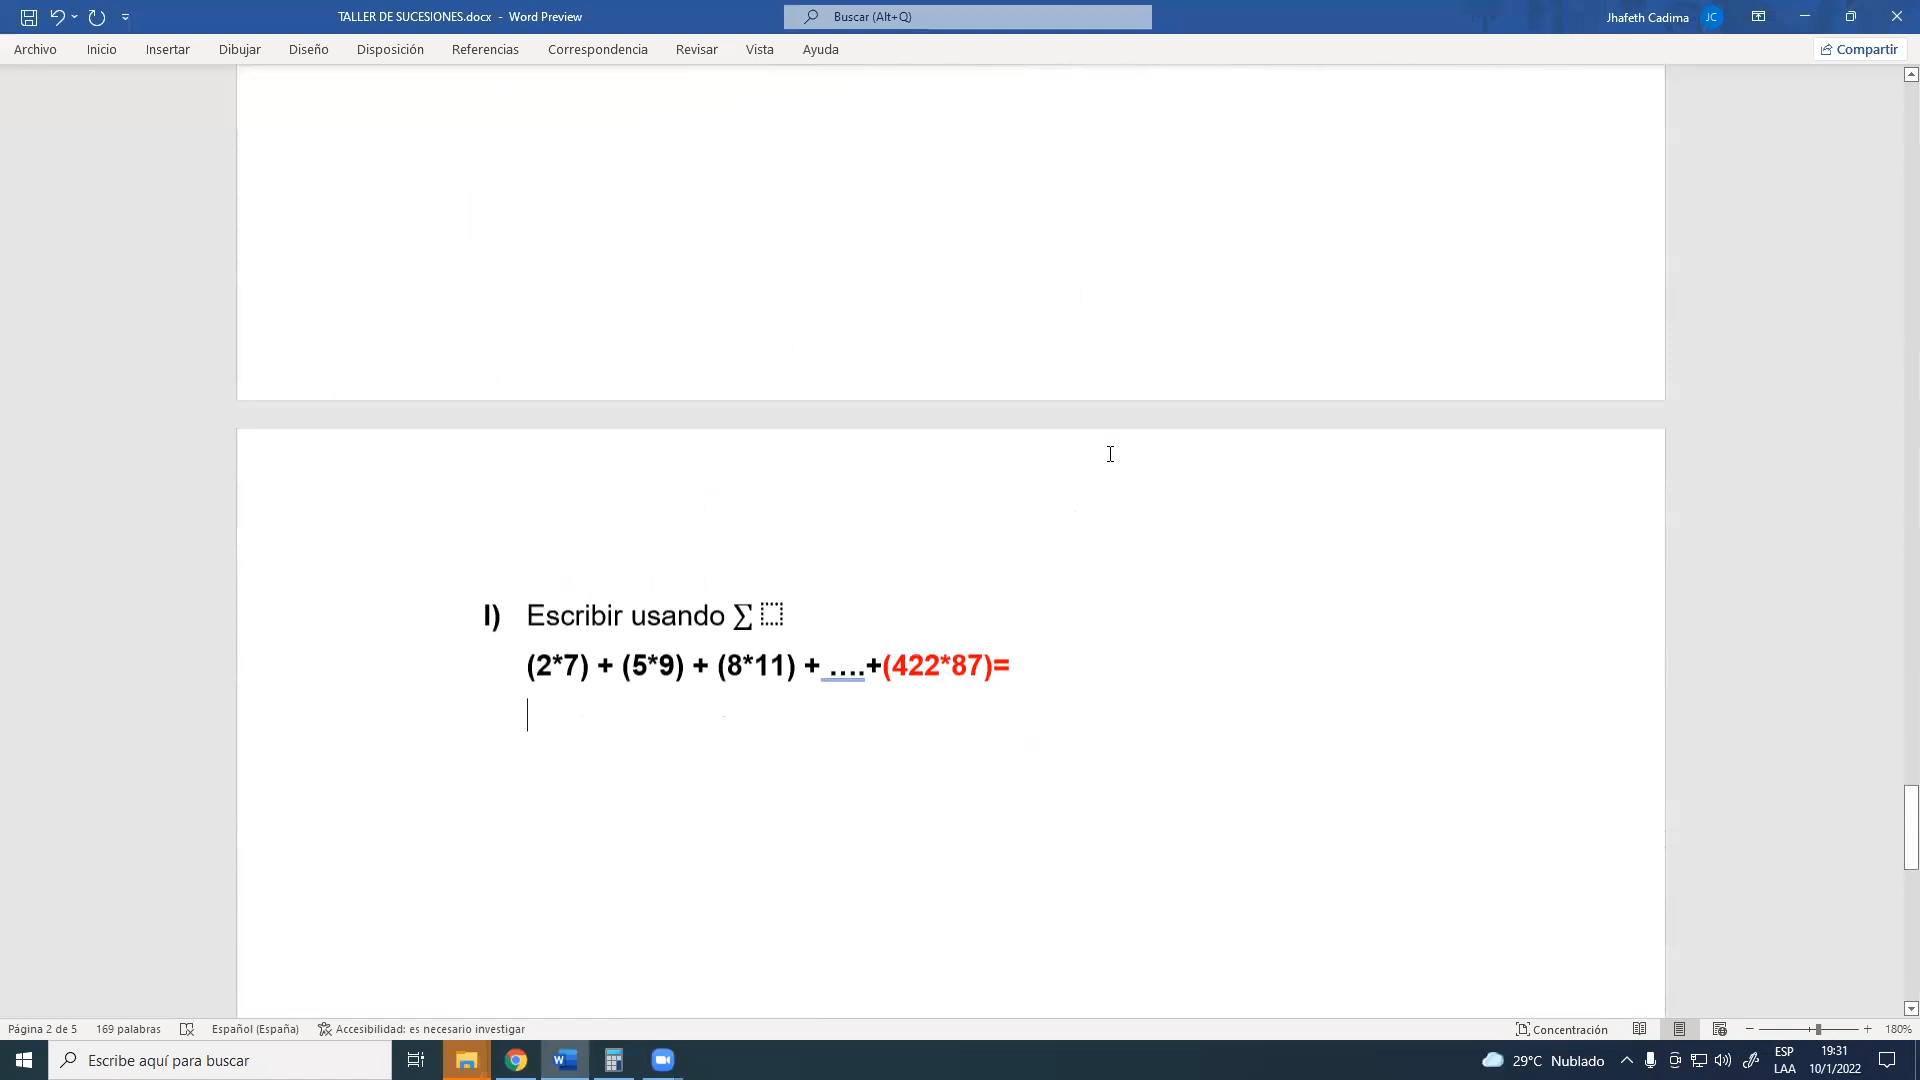 TALLER DE SUCESIONES.docx - Word Preview
Buscar (Alt+Q)
Jhafeth Cadima
JC
Archivo Inicio Insertar Dibujar Diseño Disposición Referencias Correspondencia Revisar Vista Ayuda
Compartir
I) Escribir usando ∑ ⬚
(2*7) + (5*9) + (8*11) + ….+(422*87)=
Página 2 de 5 169 palabras Español (España) Accesibilidad: es necesario investigar
Concentración
180%
Escribe aquí para buscar
29°C Nublado
ESP
LAA
19:31
10/1/2022